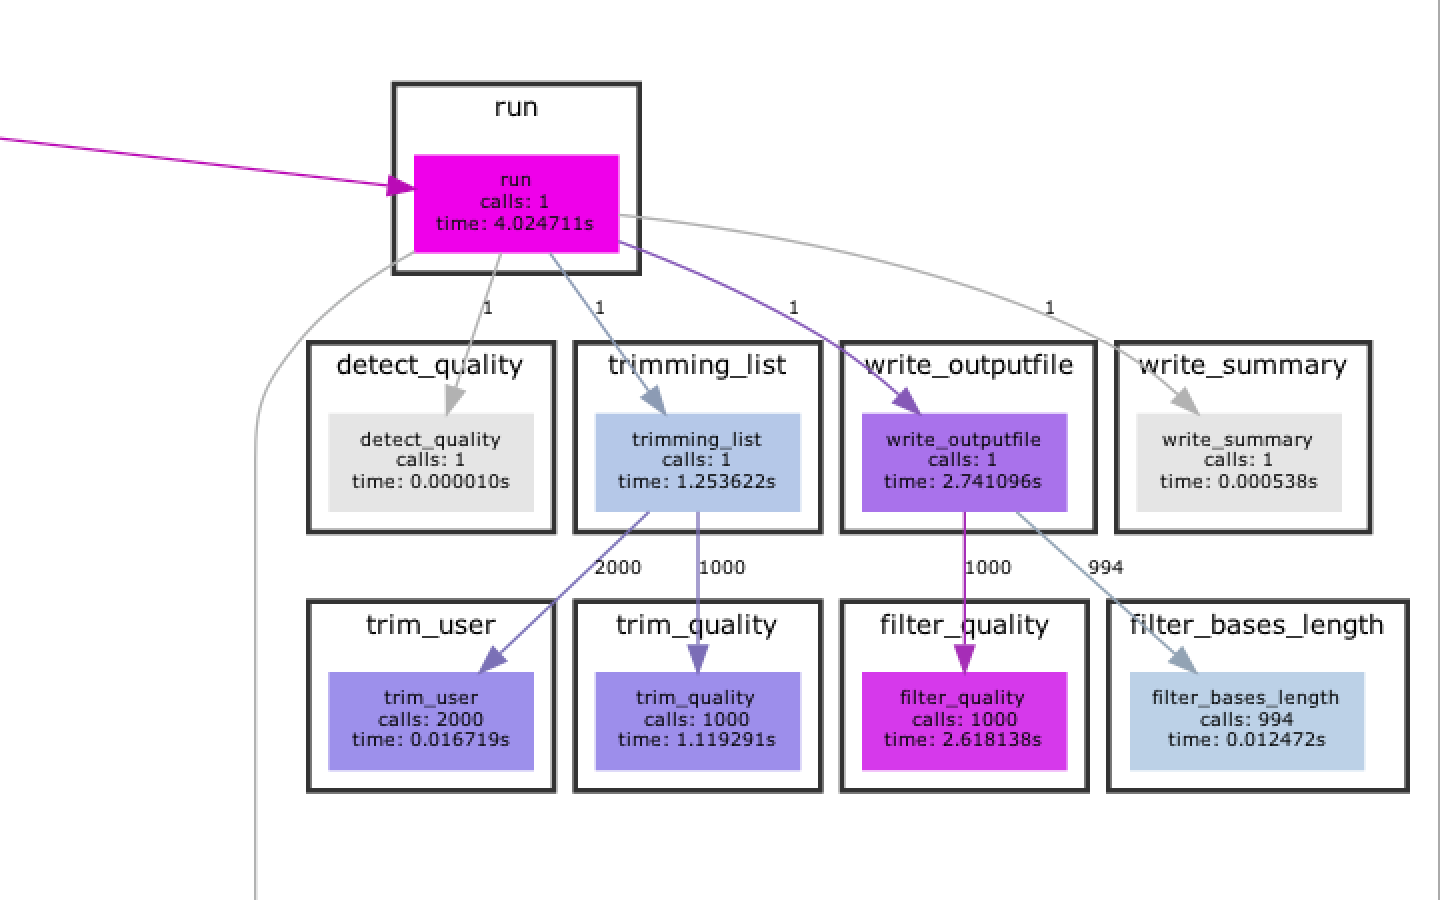 run
run
calls: 1
time: 4.024711s
1
1
1
1
detect_quality
detect_quality
calls: 1
time: 0.000010s
trimming_list
trimming_list
calls: 1
time: 1.253622s
write_outputfile
write_outputfile
calls: 1
time: 2.741096s
write_summary
write_summary
calls: 1
time: 0.000538s
2000
1000
1000
994
trim_user
trim_user
calls: 2000
time: 0.016719s
trim_quality
trim_quality
calls: 1000
time: 1.119291s
filter_quality
filter_quality
calls: 1000
time: 2.618138s
filter_bases_length
filter_bases_length
calls: 994
time: 0.012472s